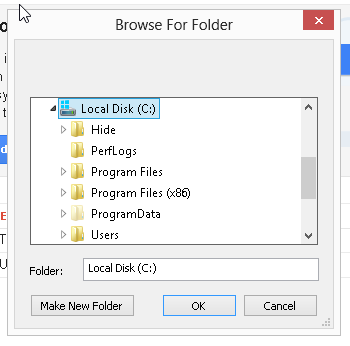 Browse For Folder
Local Disk (C:)
Hide
PerfLogs
Program Files
Program Files (x86)
ProgramData
Users
Folder:
Local Disk (C:)
Make New Folder
OK
Cancel